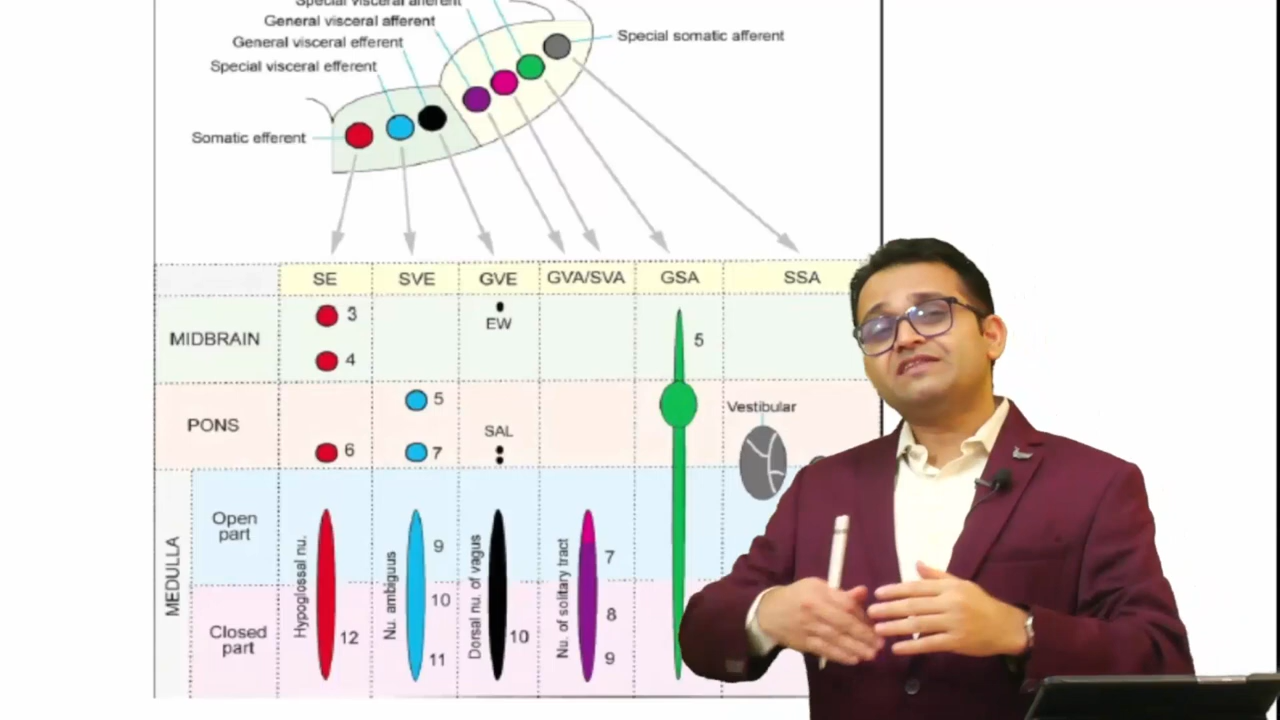 Special visceral afferent
General visceral afferent
General visceral efferent
Special visceral efferent
Special somatic afferent
Somatic efferent
SE SVE GVE GVA/SVA GSA SSA
MIDBRAIN
3
4
EW
5
PONS
5
6
7
SAL
Vestibular
MEDULLA
Open
part
Closed
part
Hypoglossal nu.
12
Nu. ambiguus
9
10
11
Dorsal nu. of vagus
10
Nu. of solitary tract
7
8
9